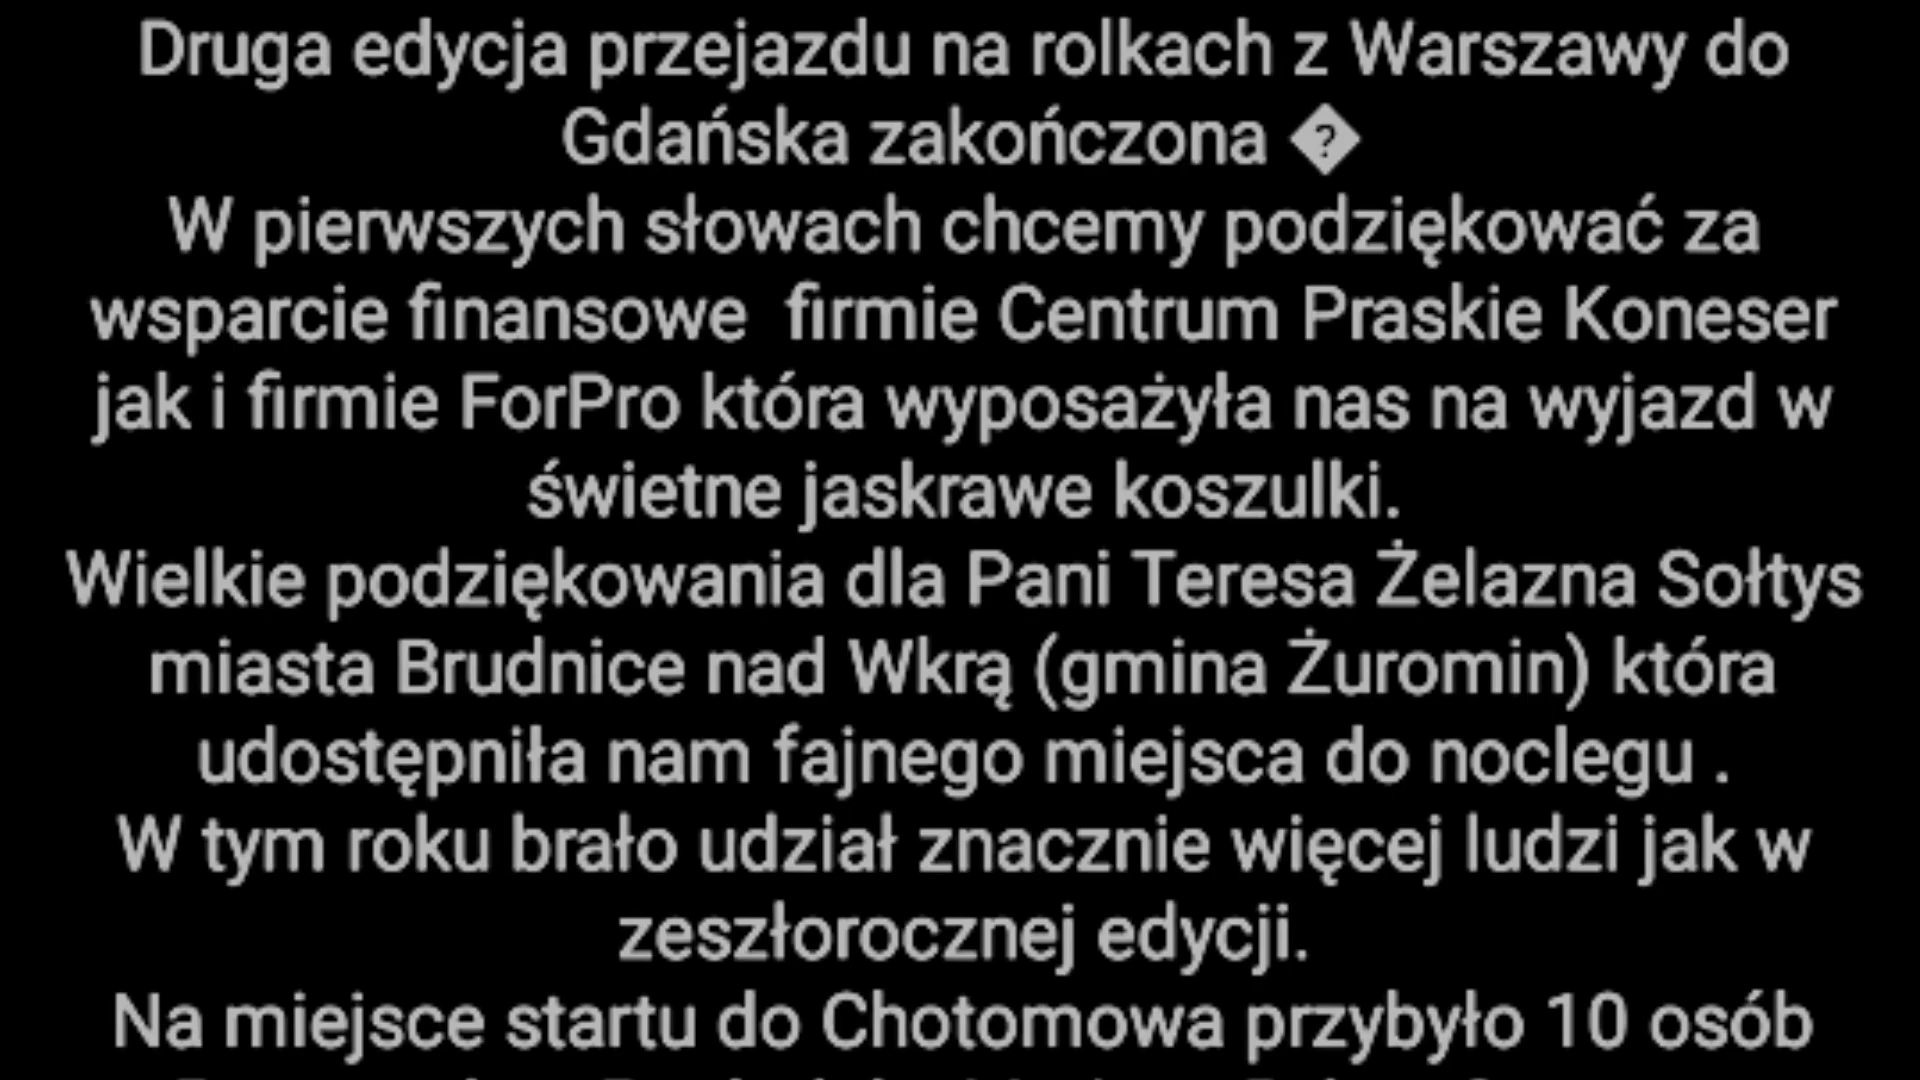 Druga edycja przejazdu na rolkach z Warszawy do
Gdańska zakończona �
W pierwszych słowach chcemy podziękować za
wsparcie finansowe  firmie Centrum Praskie Koneser
jak i firmie ForPro która wyposażyła nas na wyjazd w
świetne jaskrawe koszulki.
Wielkie podziękowania dla Pani Teresa Żelazna Sołtys
miasta Brudnice nad Wkrą (gmina Żuromin) która
udostępniła nam fajnego miejsca do noclegu .
W tym roku brało udział znacznie więcej ludzi jak w
zeszłorocznej edycji.
Na miejsce startu do Chotomowa przybyło 10 osób